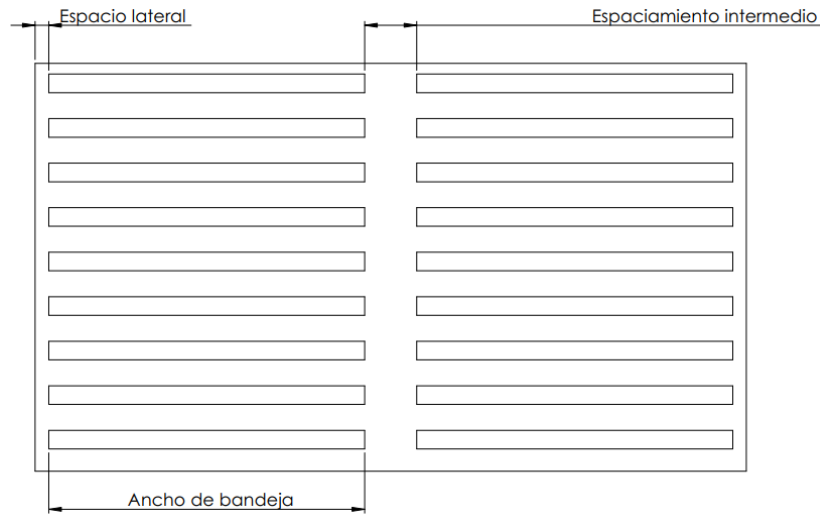 Espacio lateral
Espaciamiento intermedio
Ancho de bandeja